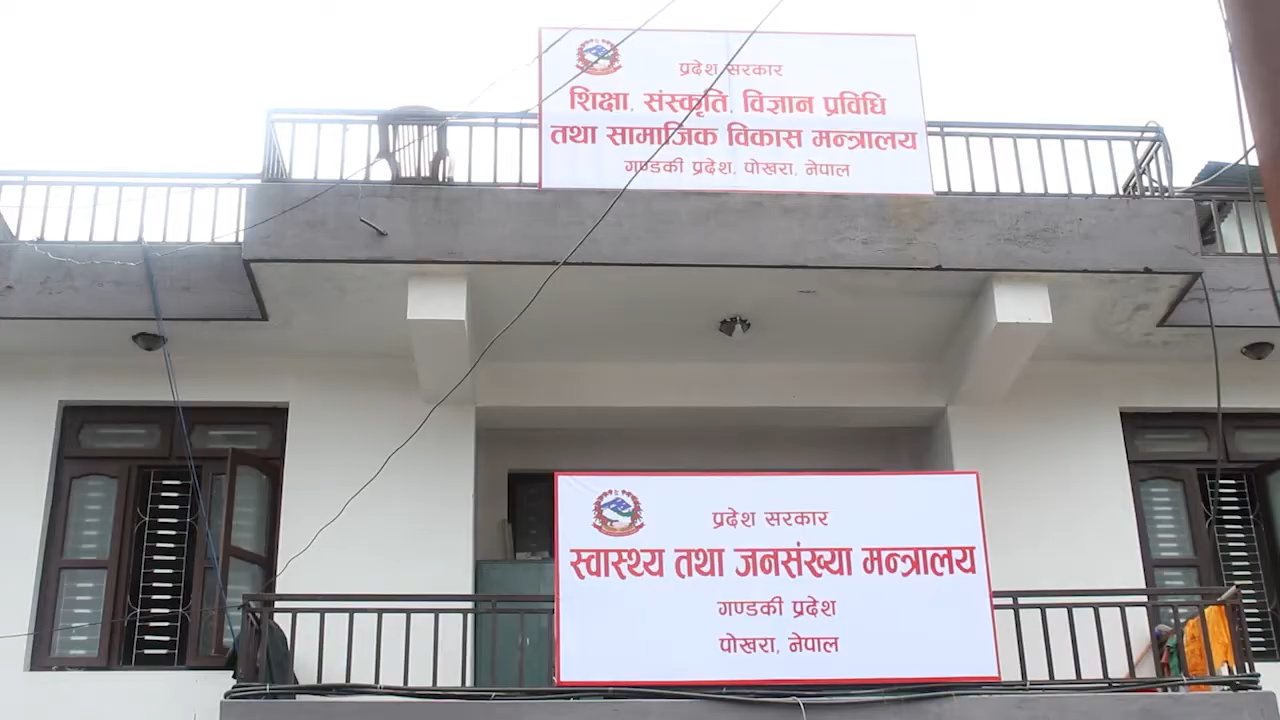 प्रदेश सरकार
शिक्षा, संस्कृति, विज्ञान प्रविधि
तथा सामाजिक विकास मन्त्रालय
गण्डकी प्रदेश, पोखरा, नेपाल
प्रदेश सरकार
स्वास्थ्य तथा जनसंख्या मन्त्रालय
गण्डकी प्रदेश
पोखरा, नेपाल